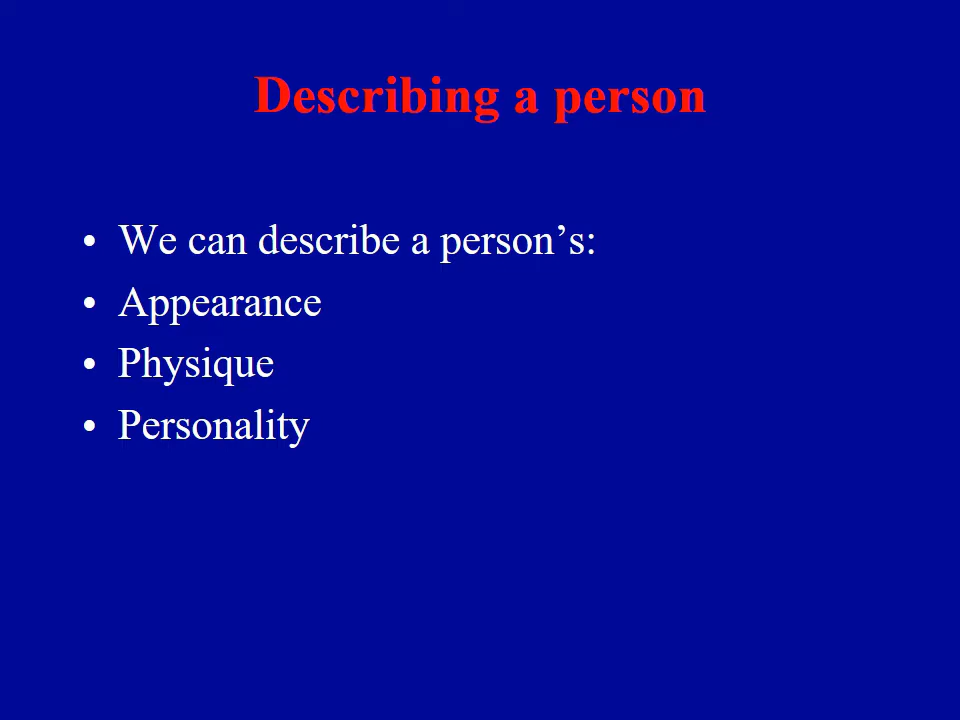 Describing a person
• We can describe a person’s:
• Appearance
• Physique
• Personality